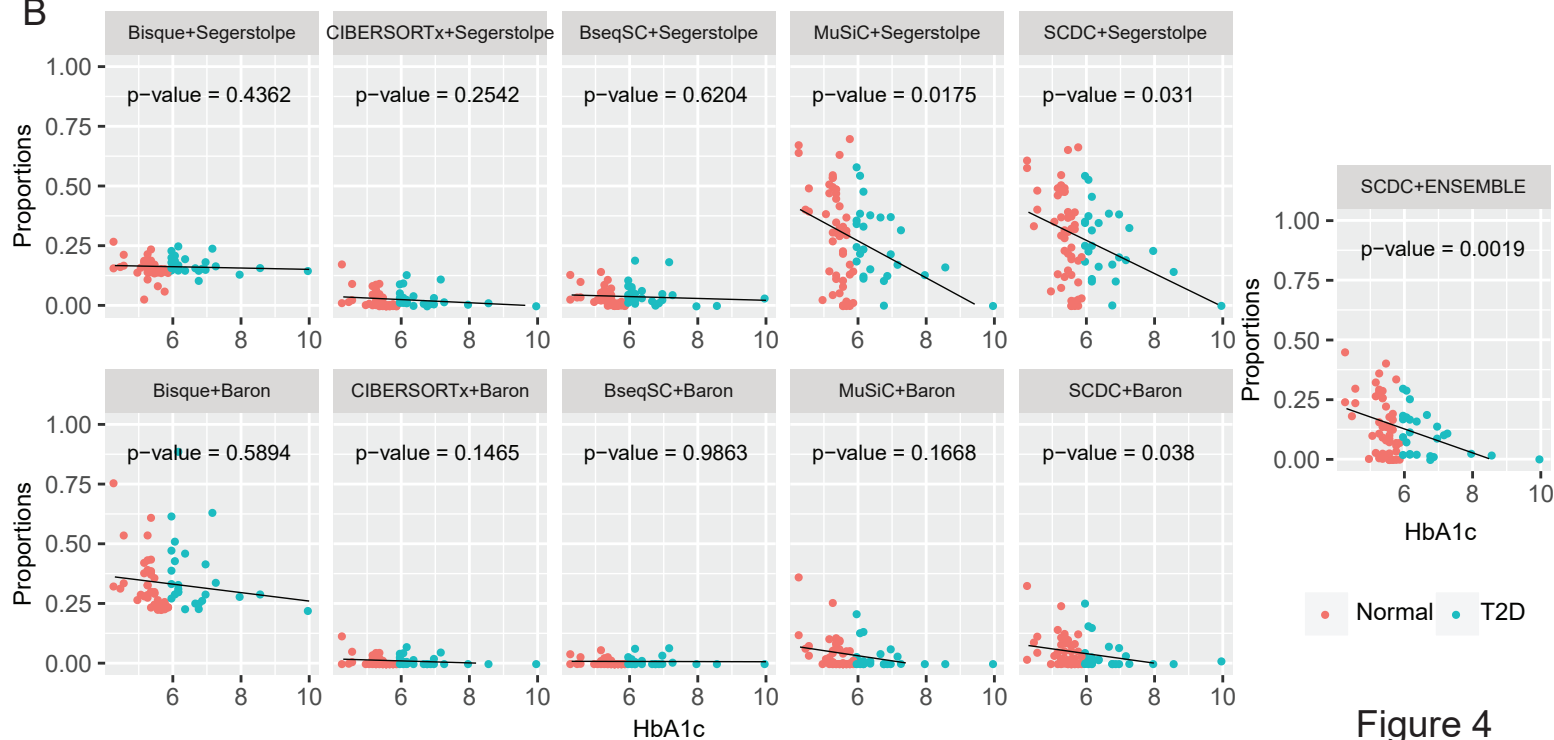 B
Bisque+Segerstolpe CIBERSORTx+Segerstolpe BseqSC+Segerstolpe MuSiC+Segerstolpe SCDC+Segerstolpe
1.00
p−value = 0.4362 p−value = 0.2542 p−value = 0.6204 p−value = 0.0175 p−value = 0.031
0.75
0.50
0.25
0.00
Proportions
6 8 10 6 8 10 6 8 10 6 8 10 6 8 10
Bisque+Baron CIBERSORTx+Baron BseqSC+Baron MuSiC+Baron SCDC+Baron
1.00
p−value = 0.5894 p−value = 0.1465 p−value = 0.9863 p−value = 0.1668 p−value = 0.038
0.75
0.50
0.25
0.00
Proportions
6 8 10 6 8 10 6 8 10 6 8 10 6 8 10
HbA1c
SCDC+ENSEMBLE
1.00
p−value = 0.0019
0.75
0.50
0.25
0.00
Proportions
6 8 10
HbA1c
Normal T2D
Figure 4